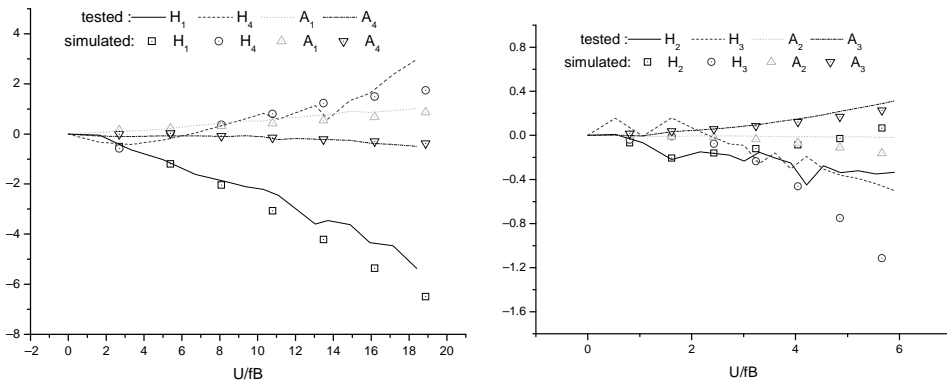 tested : H1 H4 A1 A4
simulated: H1 H4 A1 A4
4
2
0
–2
–4
–6
–8
–2 0 2 4 6 8 10 12 14 16 18 20
U/fB
tested : H2 H3 A2 A3
simulated: H2 H3 A2 A3
0.8
0.4
0.0
–0.4
–0.8
–1.2
–1.6
0 2 4 6
U/fB